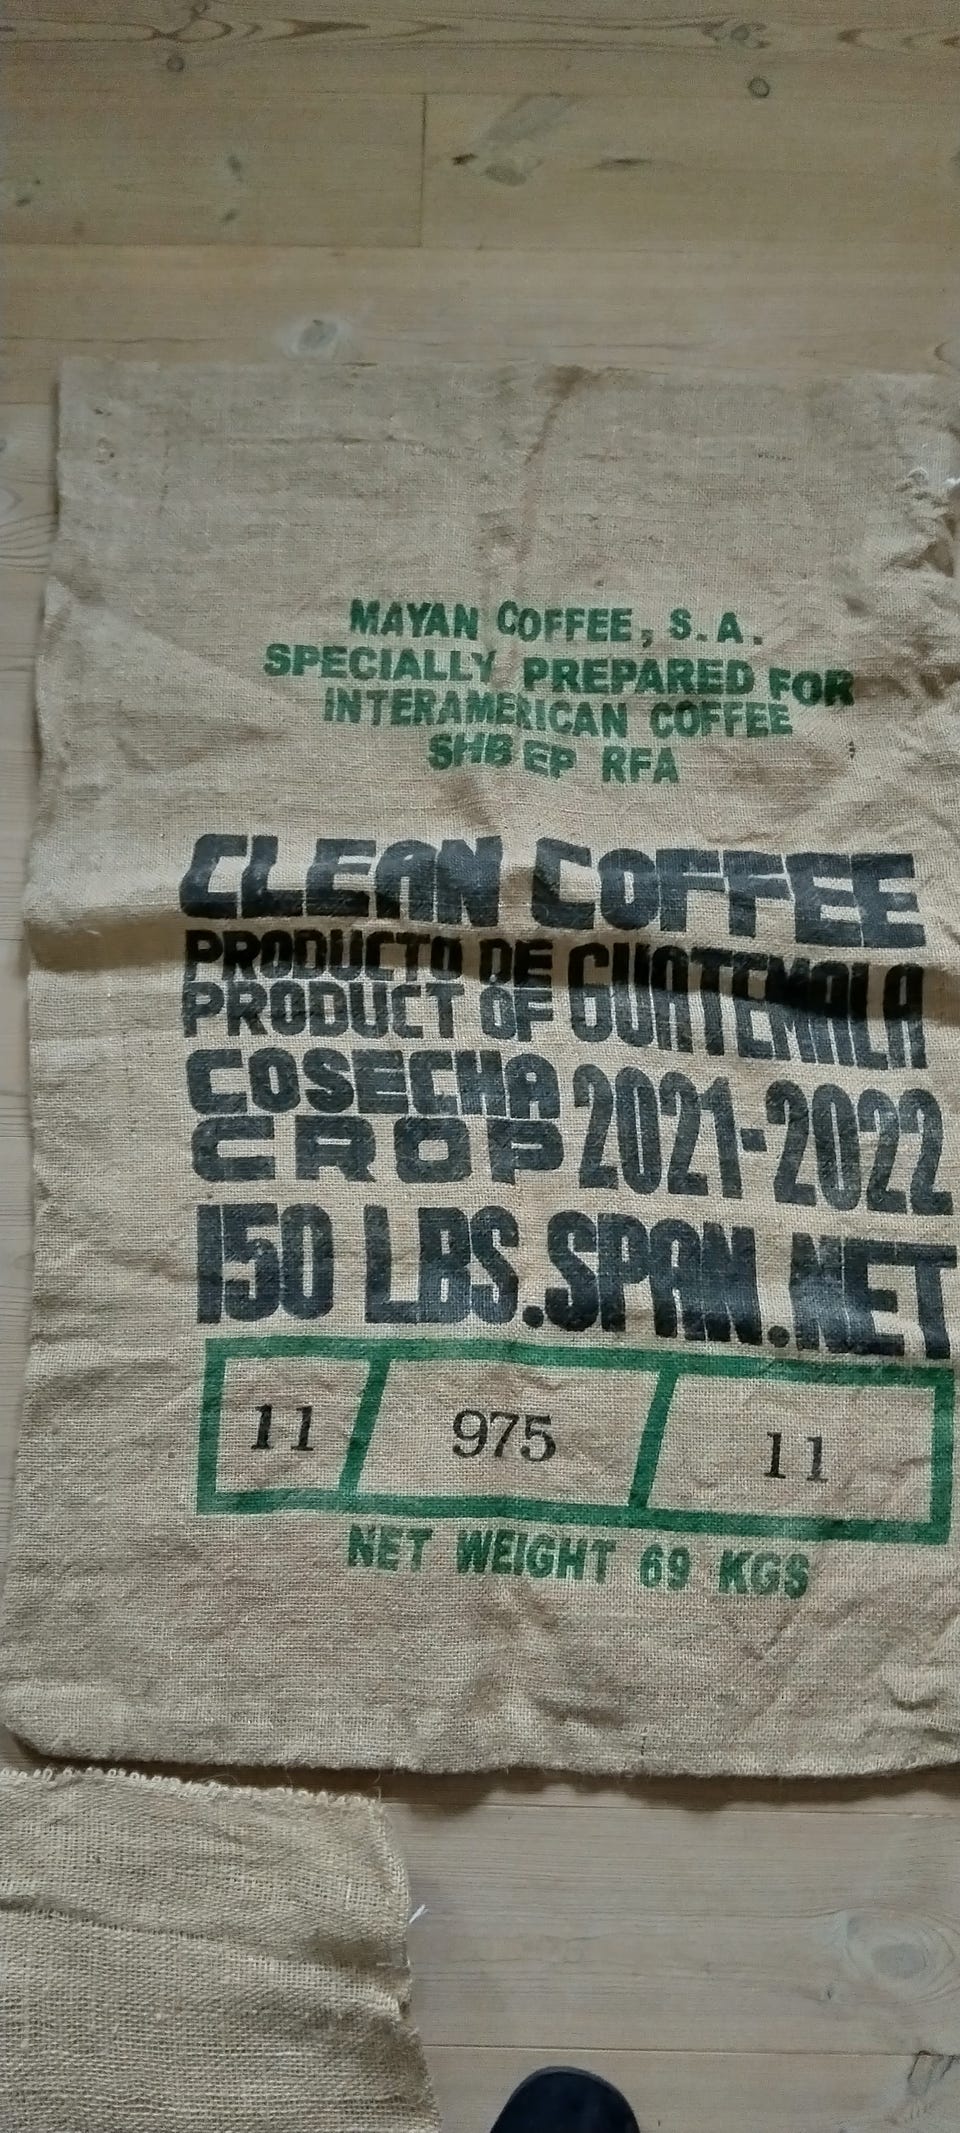 MAYAN COFFEE, S.A.
SPECIALLY PREPARED FOR
INTERAMERICAN COFFEE
SHB EP RFA
CLEAN COFFEE
PRODUCTO DE GUATEMALA
PRODUCT OF
COSECHA 2021-2022
CROP
150 LBS.SPAN.NET
11 975 11
NET WEIGHT 69 KGS